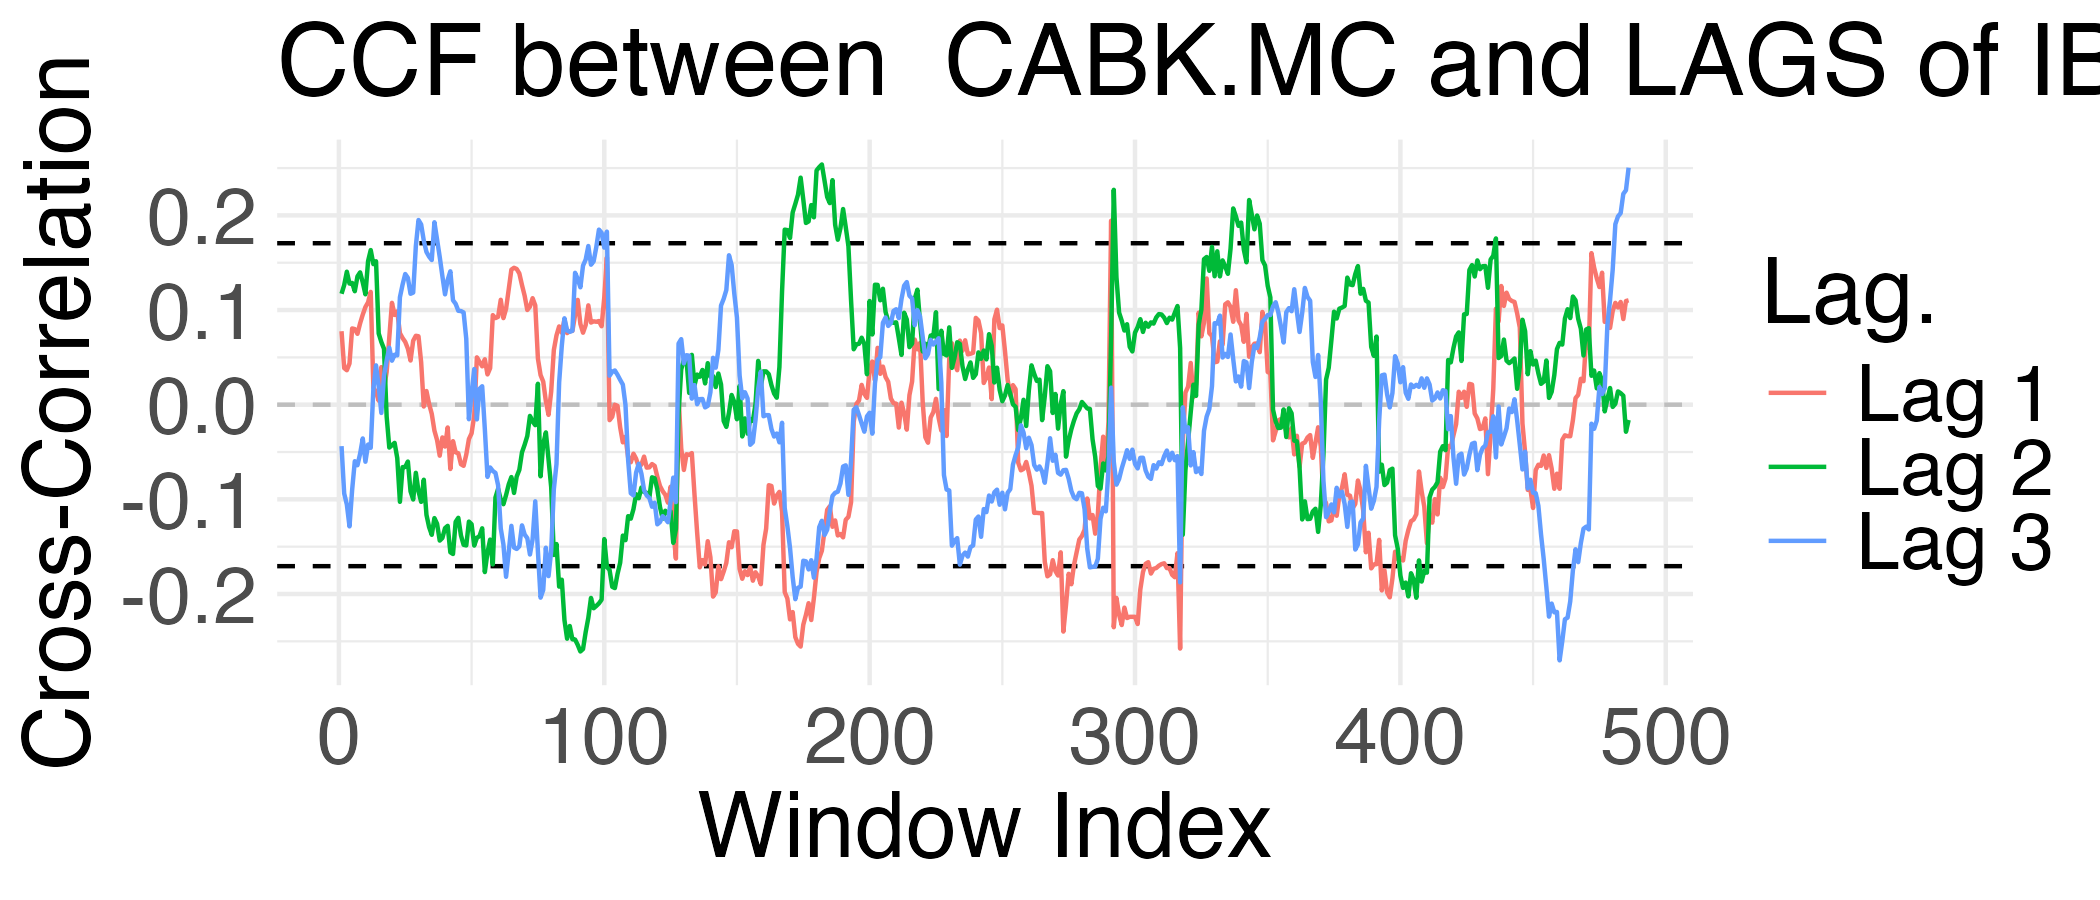 CCF between  CABK.MC and LAGS of
Cross-Correlation
0.2
0.1
0.0
-0.1
-0.2
0 100 200 300 400 500
Window Index
Lag.
Lag 1
Lag 2
Lag 3